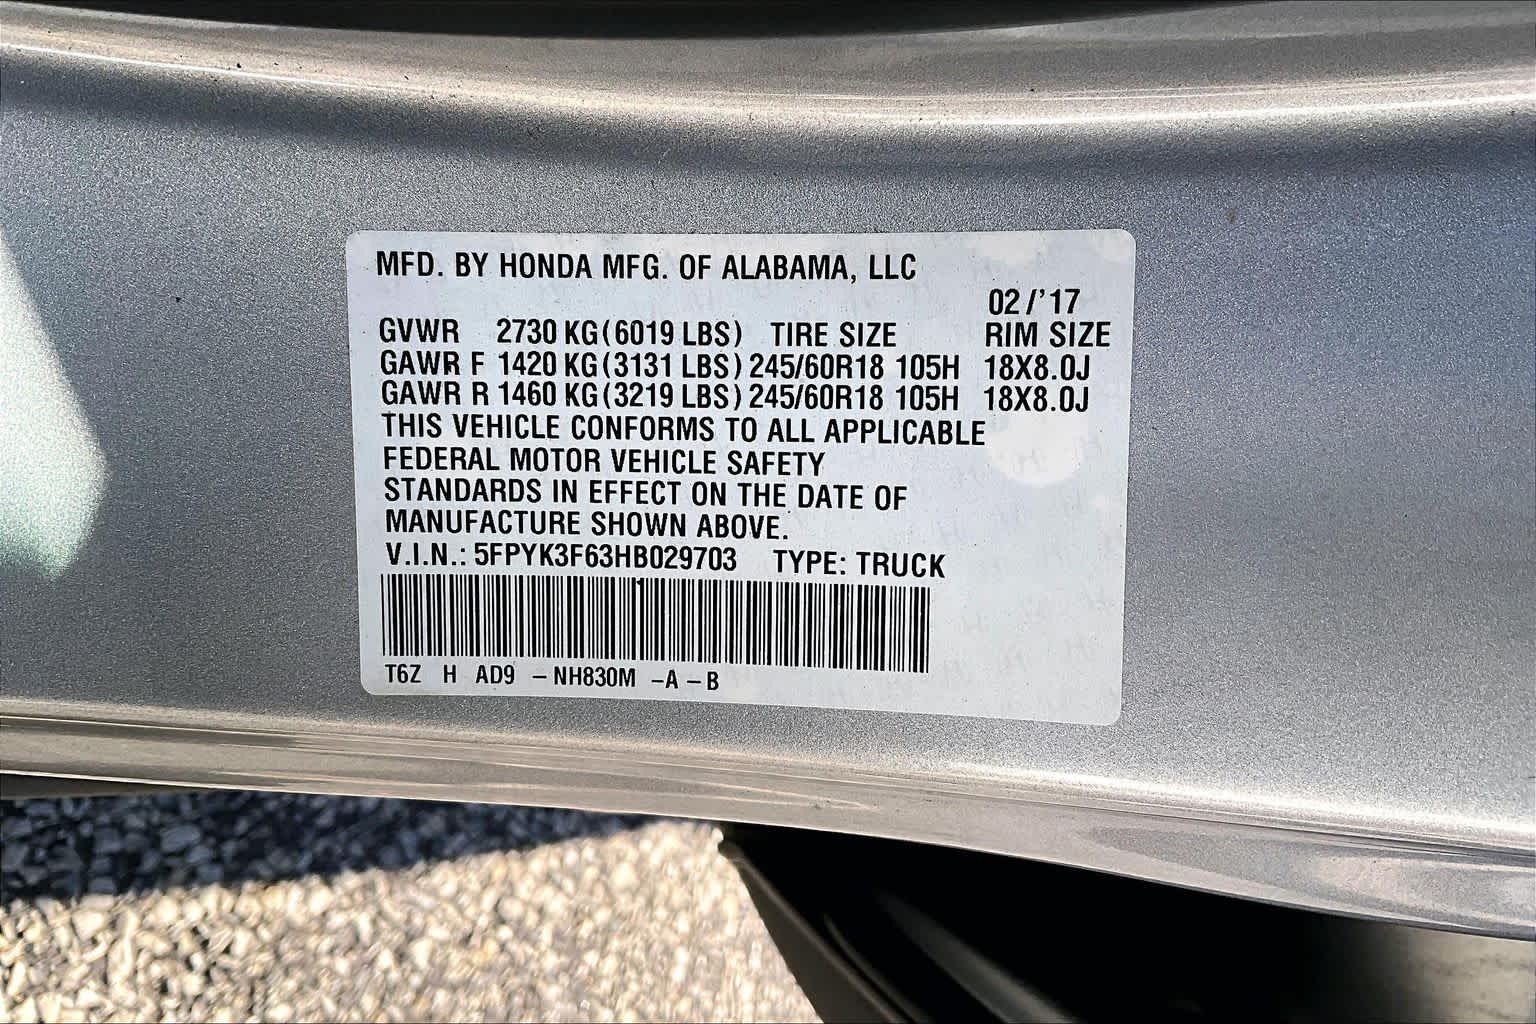 MFD. BY HONDA MFG. OF ALABAMA, LLC
02/'17
GVWR 2730 KG(6019 LBS) TIRE SIZE RIM SIZE
GAWR F 1420 KG(3131 LBS) 245/60R18 105H 18X8.0J
GAWR R 1460 KG(3219 LBS) 245/60R18 105H 18X8.0J
THIS VEHICLE CONFORMS TO ALL APPLICABLE
FEDERAL MOTOR VEHICLE SAFETY
STANDARDS IN EFFECT ON THE DATE OF
MANUFACTURE SHOWN ABOVE.
V.I.N.: 5FPYK3F63HB029703 TYPE: TRUCK
T6Z H AD9 – NH830M –A – B